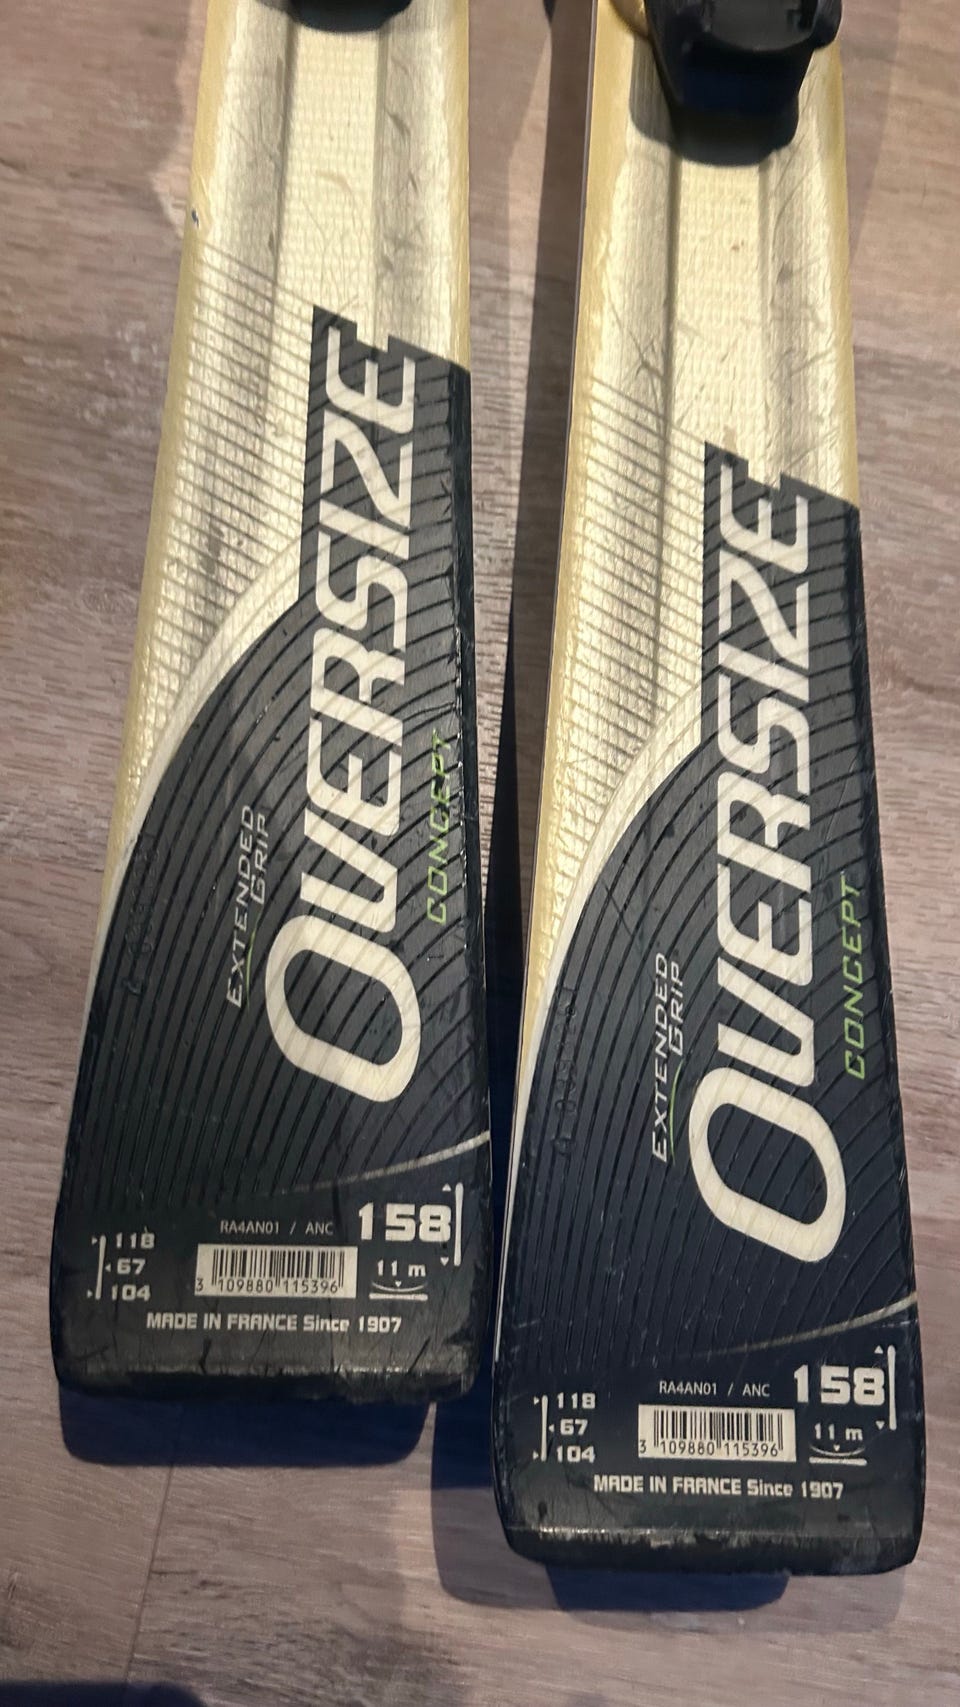 OVERSIZE
CONCEPT
EXTENDED
GRIP
RA4AN01 / ANC
158
118
67
104
3 109880 115396
11 m
MADE IN FRANCE Since 1907
OVERSIZE
CONCEPT
EXTENDED
GRIP
RA4AN01 / ANC
158
118
67
104
3 109880 115396
11 m
MADE IN FRANCE Since 1907